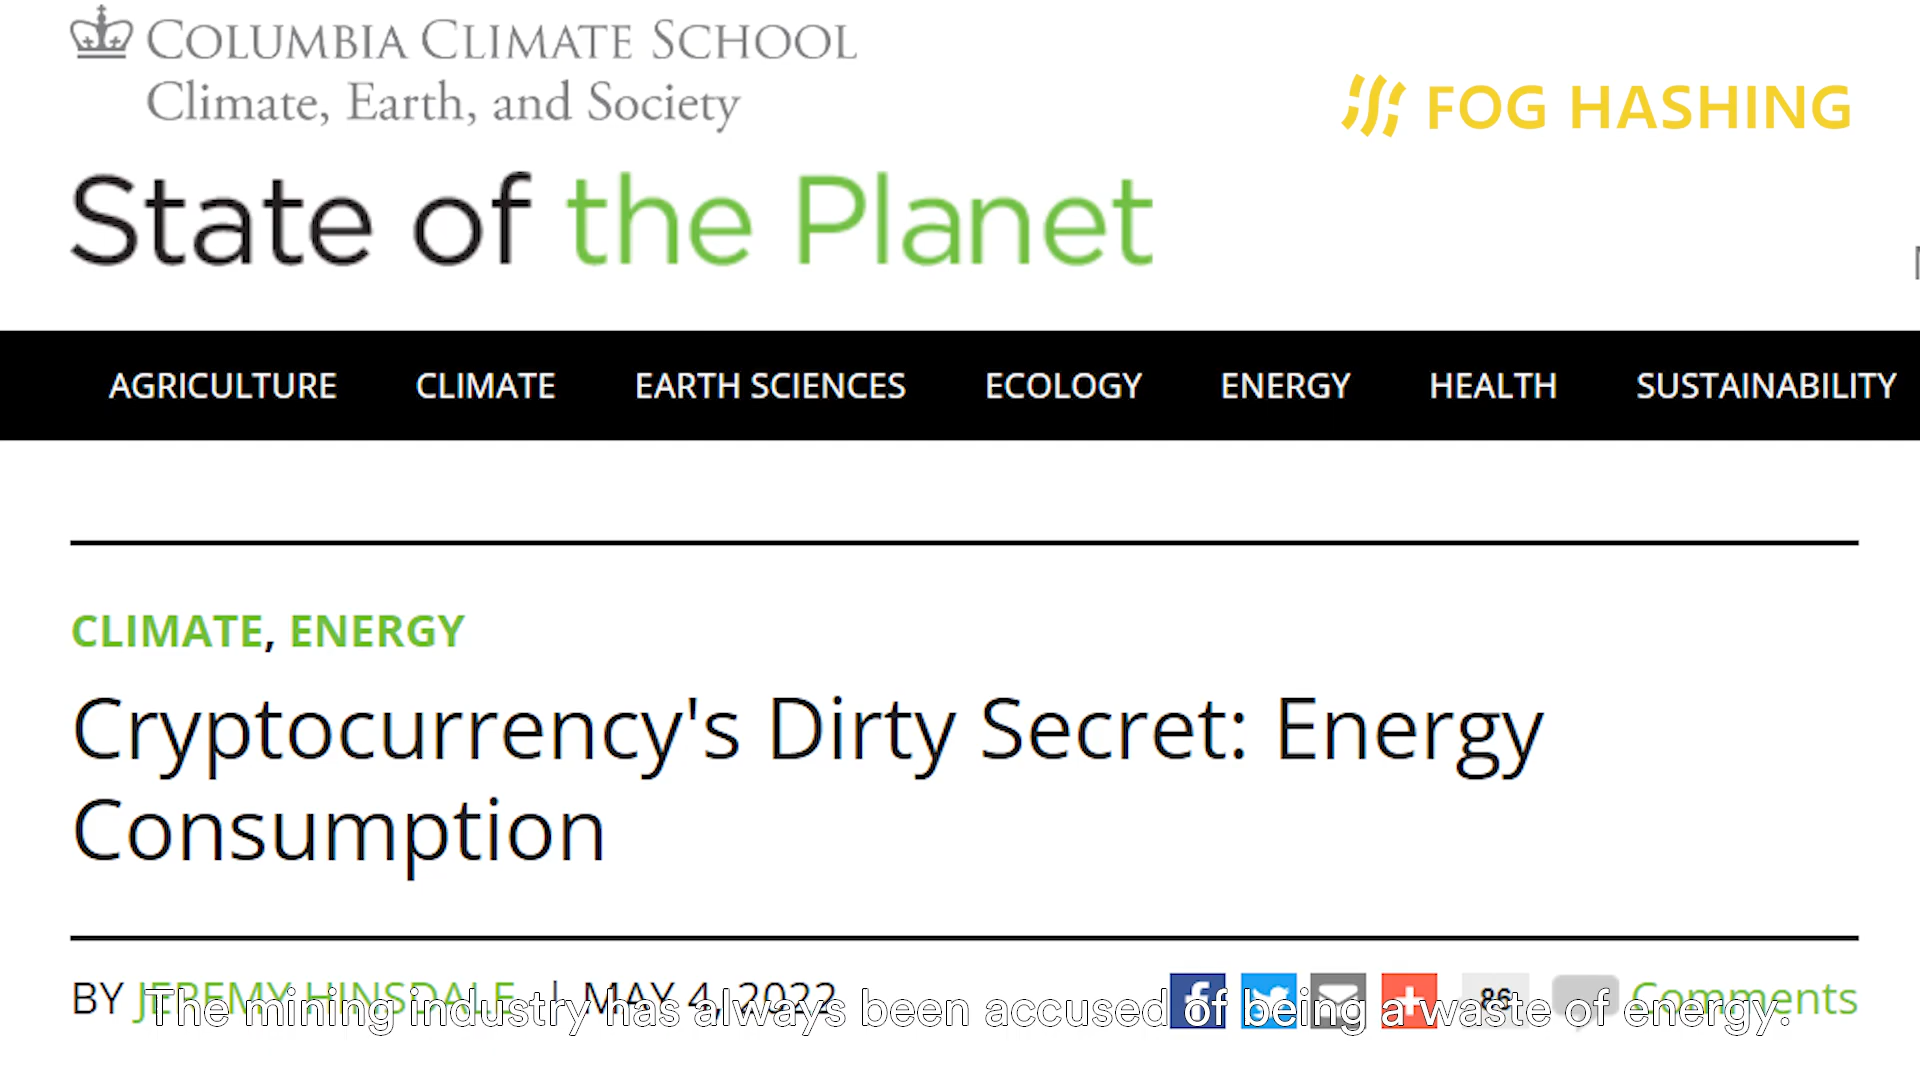 COLUMBIA CLIMATE SCHOOL
Climate, Earth, and Society
FOG HASHING
State of the Planet
AGRICULTURE CLIMATE EARTH SCIENCES ECOLOGY ENERGY HEALTH SUSTAINABILITY
CLIMATE, ENERGY
Cryptocurrency's Dirty Secret: Energy
Consumption
BY JEREMY HINSDALE | MAY 4, 2022 86 Comments
The mining industry has always been accused of being a waste of energy.